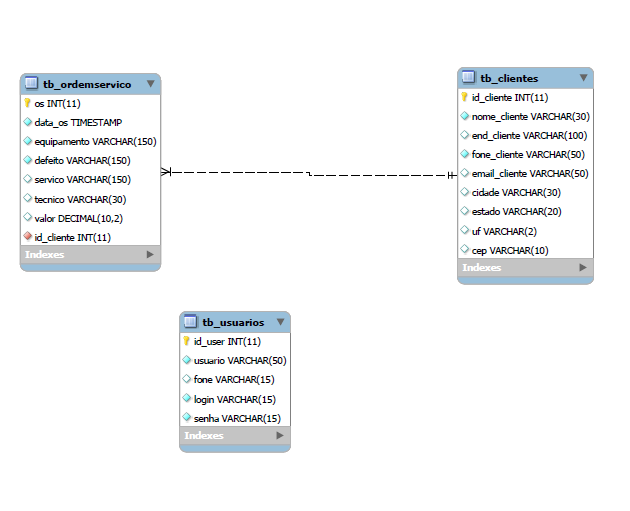 tb_ordemservico
os INT(11)
data_os TIMESTAMP
equipamento VARCHAR(150)
defeito VARCHAR(150)
servico VARCHAR(150)
tecnico VARCHAR(30)
valor DECIMAL(10,2)
id_cliente INT(11)
Indexes
tb_clientes
id_cliente INT(11)
nome_cliente VARCHAR(30)
end_cliente VARCHAR(100)
fone_cliente VARCHAR(50)
email_cliente VARCHAR(50)
cidade VARCHAR(30)
estado VARCHAR(20)
uf VARCHAR(2)
cep VARCHAR(10)
Indexes
tb_usuarios
id_user INT(11)
usuario VARCHAR(50)
fone VARCHAR(15)
login VARCHAR(15)
senha VARCHAR(15)
Indexes